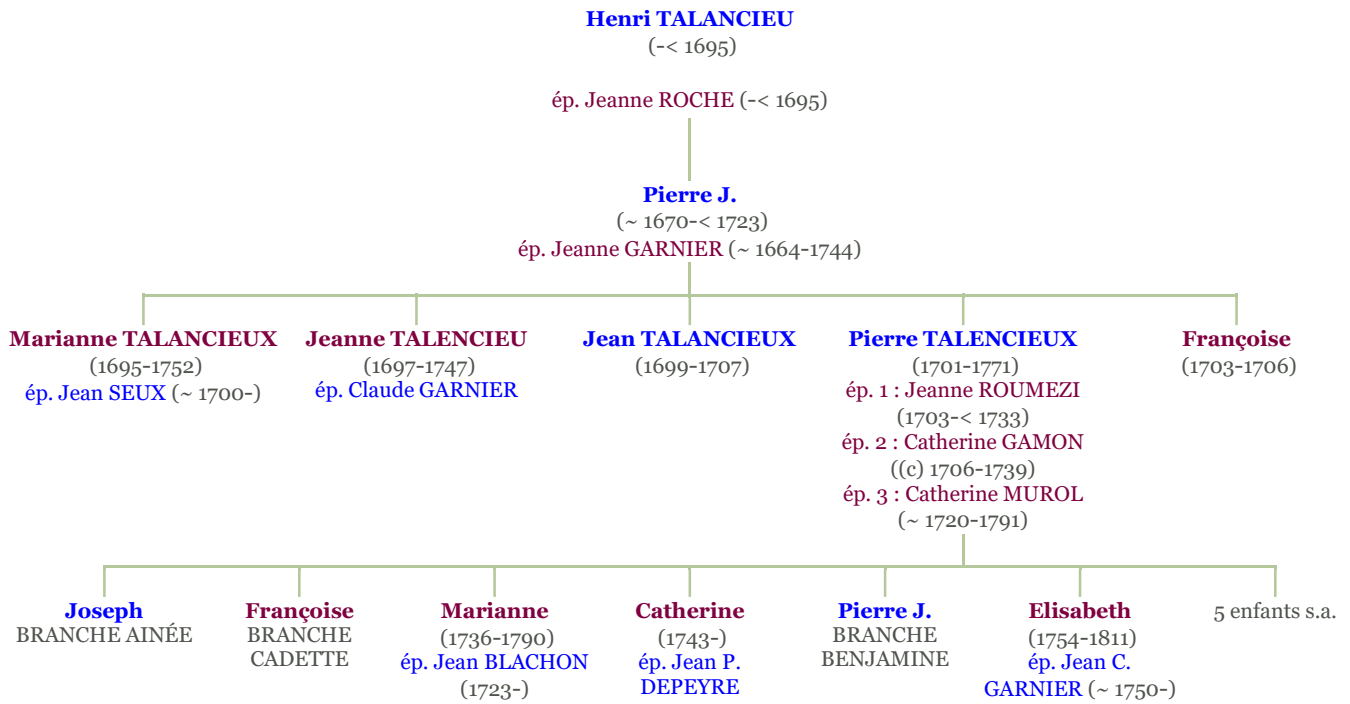 Henri TALANCIEU
(-< 1695)
ép. Jeanne ROCHE (-< 1695)
Pierre J.
(~ 1670-< 1723)
ép. Jeanne GARNIER (~ 1664-1744)
Marianne TALANCIEUX
(1695-1752)
ép. Jean SEUX (~ 1700-)
Jeanne TALENCIEU
(1697-1747)
ép. Claude GARNIER
Jean TALANCIEUX
(1699-1707)
Pierre TALENCIEUX
(1701-1771)
ép. 1 : Jeanne ROUMEZI
(1703-< 1733)
ép. 2 : Catherine GAMON
((c) 1706-1739)
ép. 3 : Catherine MUROL
(~ 1720-1791)
Françoise
(1703-1706)
Joseph
BRANCHE AINÉE
Françoise
BRANCHE
CADETTE
Marianne
(1736-1790)
ép. Jean BLACHON
(1723-)
Catherine
(1743-)
ép. Jean P.
DEPEYRE
Pierre J.
BRANCHE
BENJAMINE
Elisabeth
(1754-1811)
ép. Jean C.
GARNIER (~ 1750-)
5 enfants s.a.